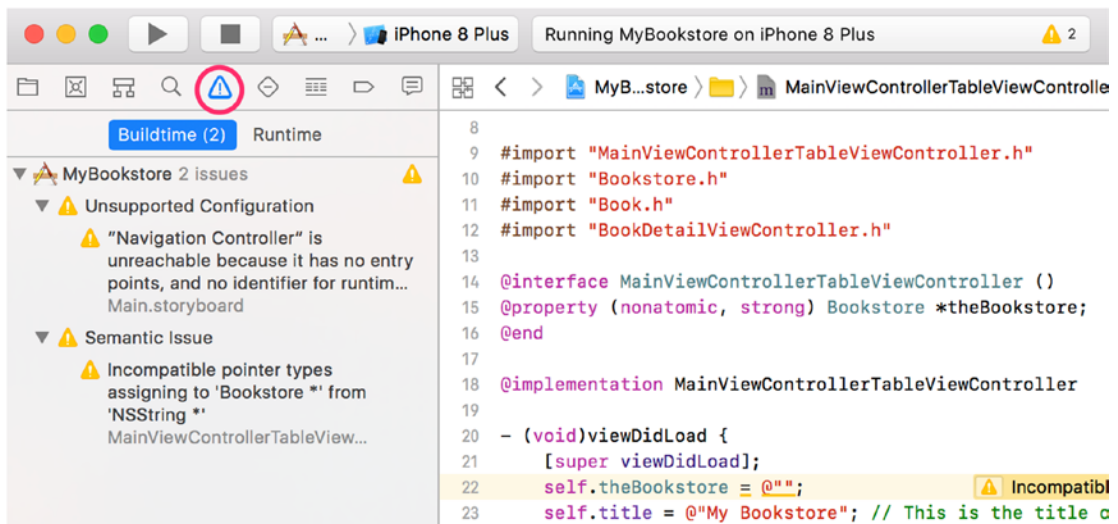 ... iPhone 8 Plus
Running MyBookstore on iPhone 8 Plus
2
MyB...store
m MainViewControllerTableViewControlle
Buildtime (2) Runtime
MyBookstore 2 issues
Unsupported Configuration
"Navigation Controller" is
unreachable because it has no entry
points, and no identifier for runtim...
Main.storyboard
Semantic Issue
Incompatible pointer types
assigning to 'Bookstore *' from
'NSString *'
MainViewControllerTableView...
8
9 #import "MainViewControllerTableViewController.h"
10 #import "Bookstore.h"
11 #import "Book.h"
12 #import "BookDetailViewController.h"
13
14 @interface MainViewControllerTableViewController ()
15 @property (nonatomic, strong) Bookstore *theBookstore;
16 @end
17
18 @implementation MainViewControllerTableViewController
19
20 - (void)viewDidLoad {
21 [super viewDidLoad];
22 self.theBookstore = @""; Incompatibl
23 self.title = @"My Bookstore"; // This is the title o